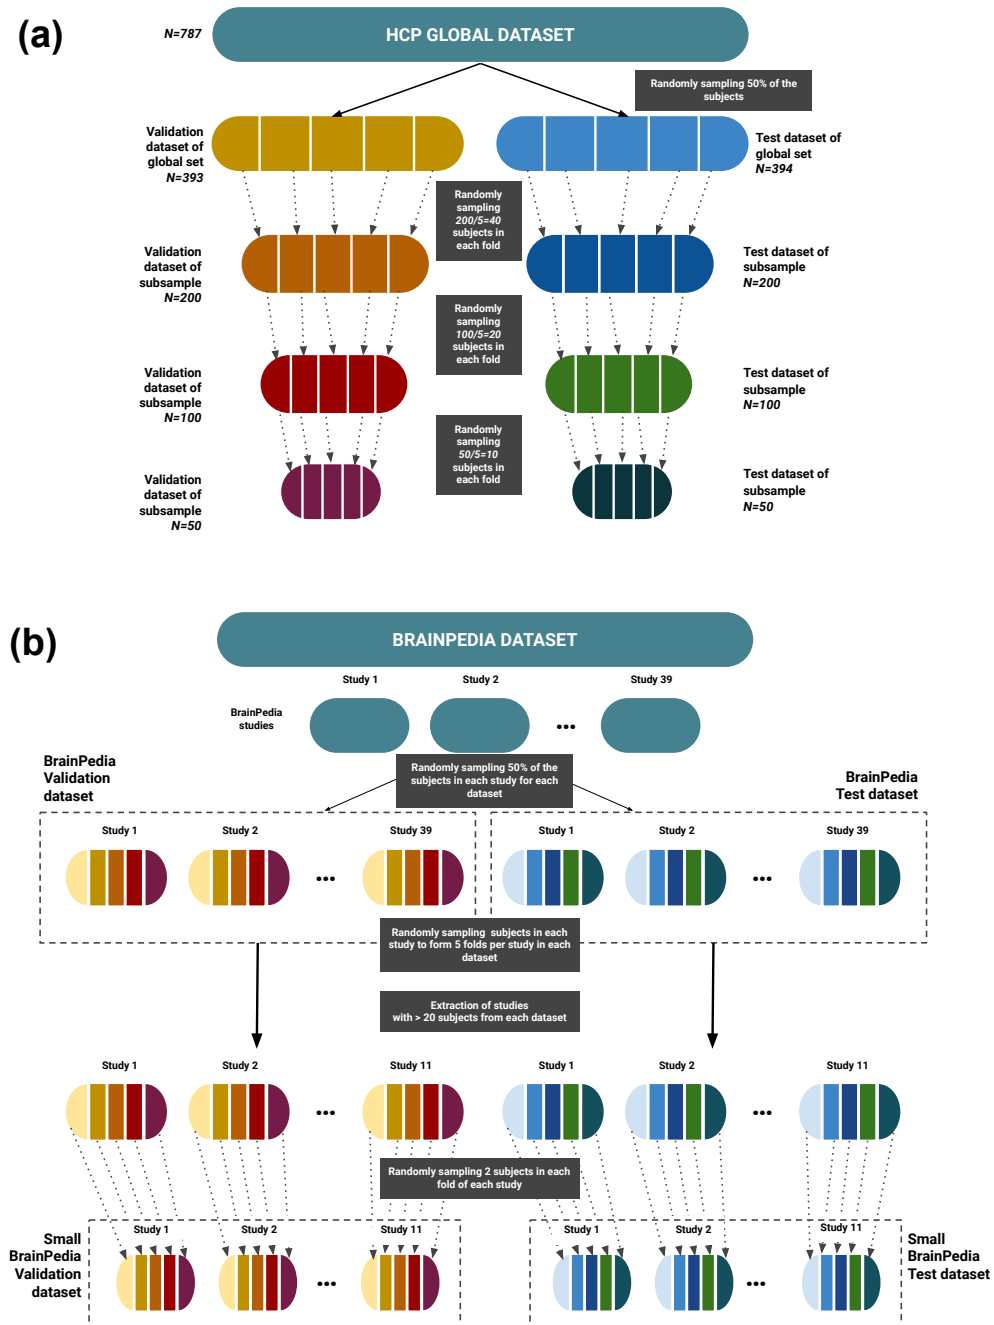 (a)
N=787
HCP GLOBAL DATASET
Randomly sampling 50% of the
subjects
Validation
dataset of
global set
N=393
Test dataset of
global set
N=394
Randomly
sampling
200/5=40
subjects in
each fold
Validation
dataset of
subsample
N=200
Test dataset of
subsample
N=200
Randomly
sampling
100/5=20
subjects in
each fold
Validation
dataset of
subsample
N=100
Test dataset of
subsample
N=100
Randomly
sampling
50/5=10
subjects in
each fold
Validation
dataset of
subsample
N=50
Test dataset of
subsample
N=50
(b)
BRAINPEDIA DATASET
Study 1
Study 2
Study 39
BrainPedia
studies
...
BrainPedia
Validation
dataset
Randomly sampling 50% of the
subjects in each study for each
dataset
BrainPedia
Test dataset
Study 1
Study 2
Study 39
Study 1
Study 2
Study 39
...
...
Randomly sampling subjects in each
study to form 5 folds per study in each
dataset
Extraction of studies
with > 20 subjects from each dataset
Study 1
Study 2
Study 11
Study 1
Study 2
Study 11
...
...
Randomly sampling 2 subjects in each
fold of each study
Small
BrainPedia
Validation
dataset
Study 1
Study 2
Study 11
Study 1
Study 2
Study 11
...
...
Small
BrainPedia
Test dataset